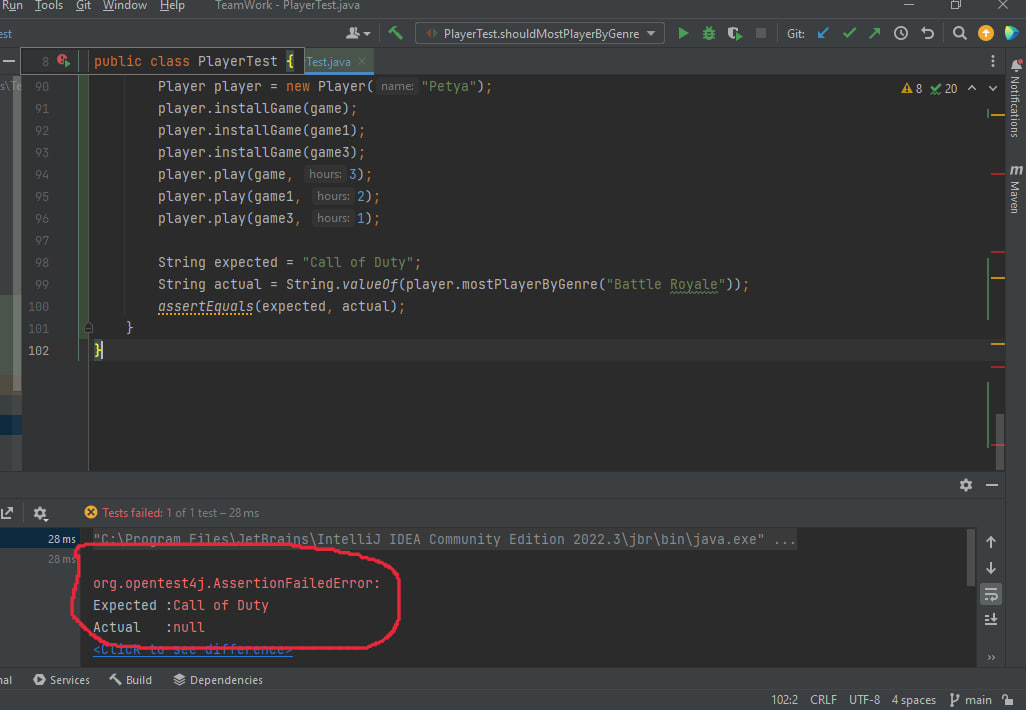 Run Tools Git Window Help TeamWork - PlayerTest.java
est PlayerTest.shouldMostPlayerByGenre Git:
8 public class PlayerTest { Test.java
90 Player player = new Player( name: "Petya"); 8 20
91 player.installGame(game);
92 player.installGame(game1);
93 player.installGame(game3);
94 player.play(game, hours: 3);
95 player.play(game1, hours: 2);
96 player.play(game3, hours: 1);
97
98 String expected = "Call of Duty";
99 String actual = String.valueOf(player.mostPlayerByGenre("Battle Royale"));
100 assertEquals(expected, actual);
101 }
102 }
Notifications
m Maven
s\Te
Tests failed: 1 of 1 test – 28 ms
28 ms "C:\Program Files\JetBrains\IntelliJ IDEA Community Edition 2022.3\jbr\bin\java.exe" ...
28 ms
org.opentest4j.AssertionFailedError:
Expected :Call of Duty
Actual :null
<Click to see difference>
nal Services Build Dependencies
102:2 CRLF UTF-8 4 spaces main